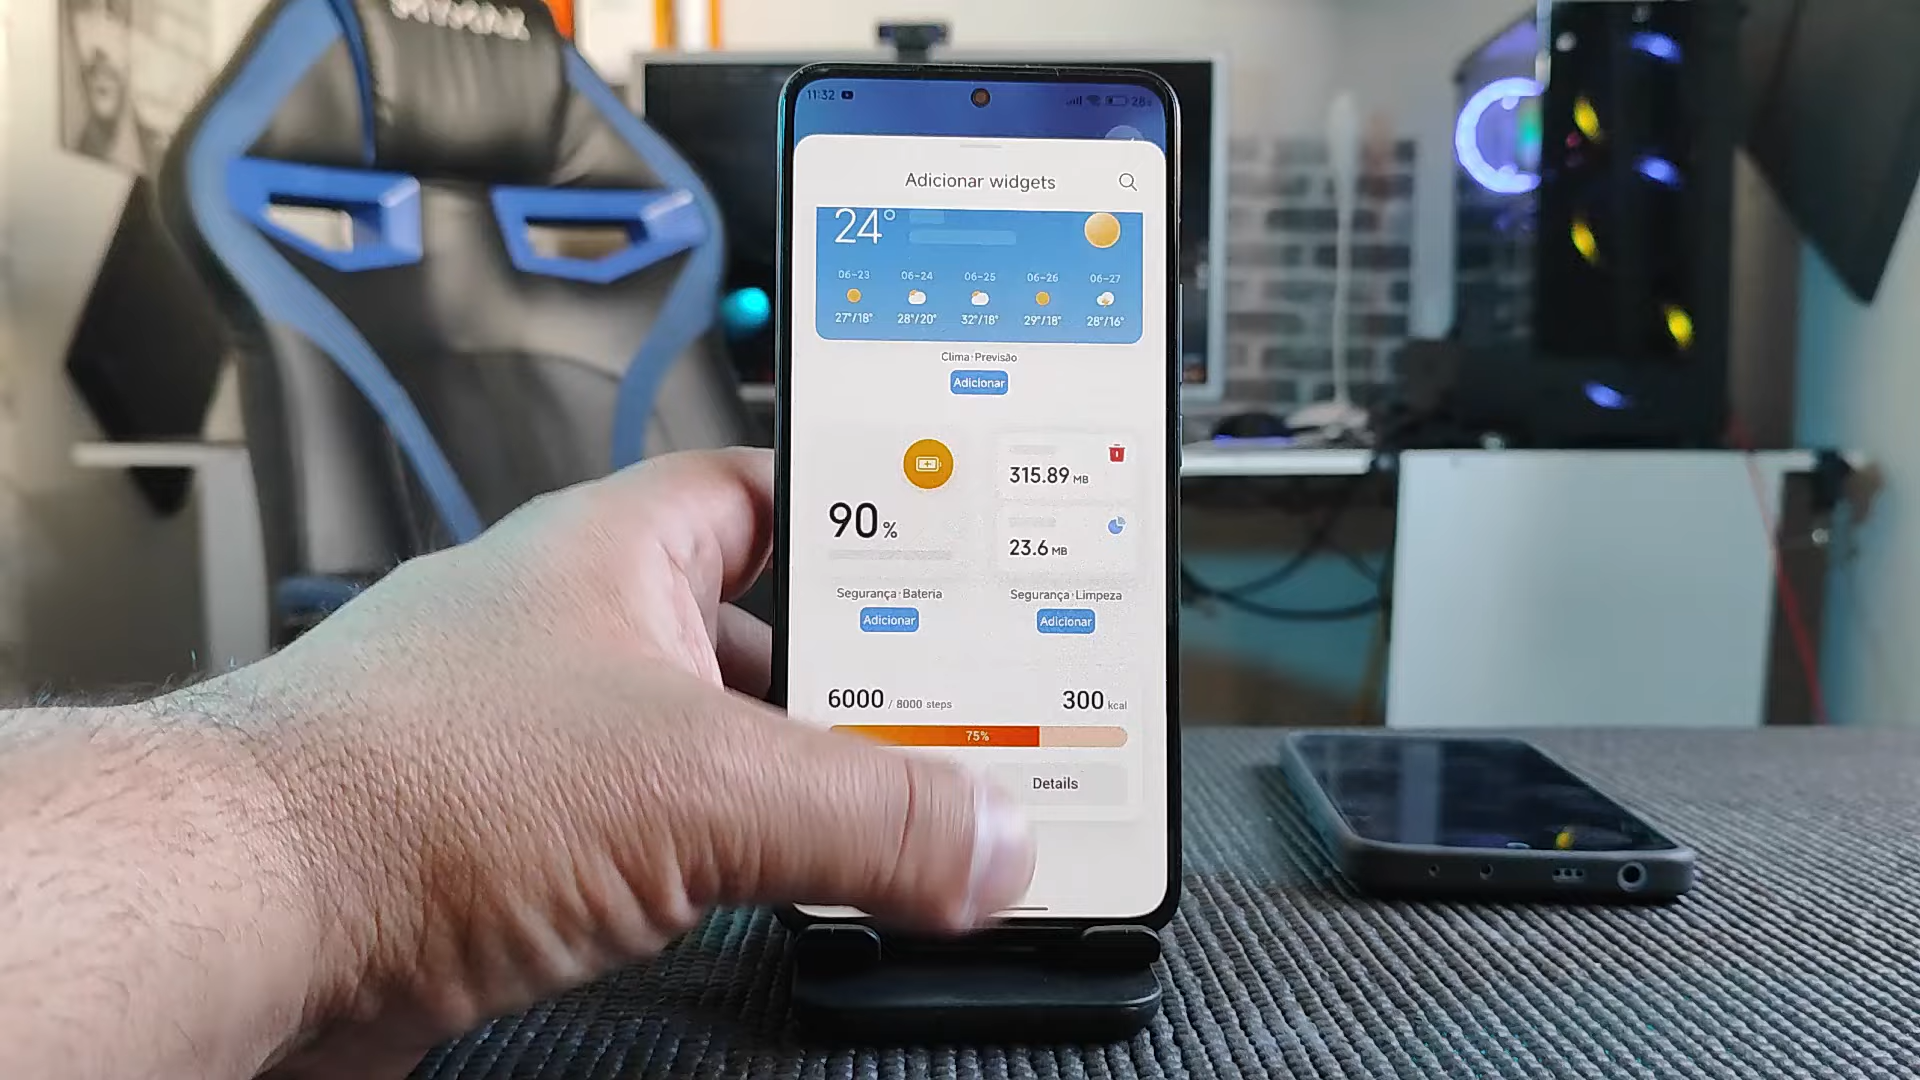 11:32
28
Adicionar widgets
24°
06-23 06-24 06-25 06-26 06-27
27°/18° 28°/20° 32°/18° 29°/18° 28°/16°
Clima·Previsão
Adicionar
315.89 MB
90%
23.6 MB
Segurança·Bateria
Segurança·Limpeza
Adicionar
Adicionar
6000 / 8000 steps
300 kcal
75%
Details